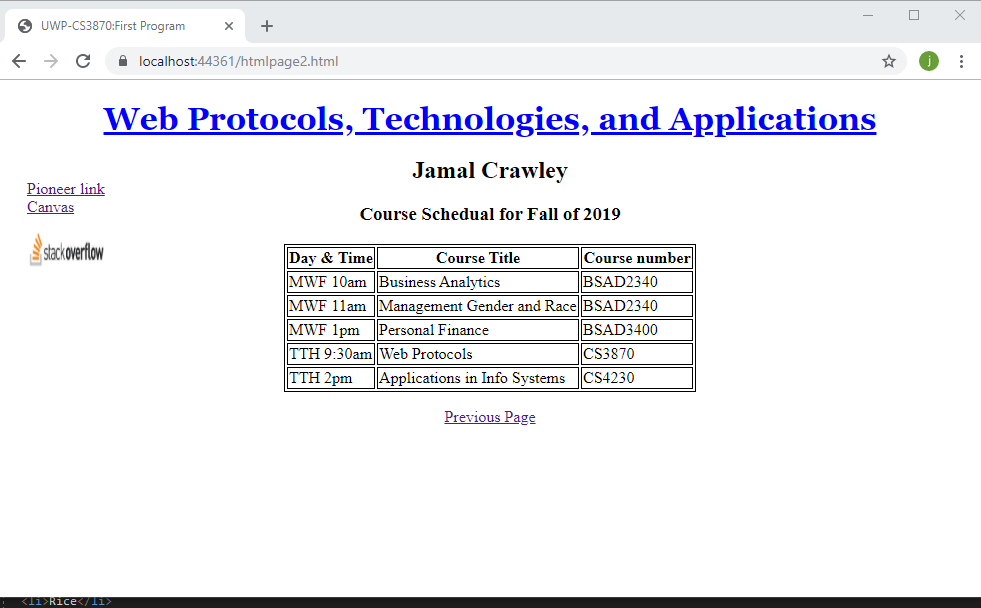 UWP-CS3870:First Program
localhost:44361/htmlpage2.html
j
Web Protocols, Technologies, and Applications
Jamal Crawley
Pioneer link
Canvas
stackoverflow
Course Schedual for Fall of 2019
Day & Time Course Title Course number
MWF 10am Business Analytics BSAD2340
MWF 11am Management Gender and Race BSAD2340
MWF 1pm Personal Finance BSAD3400
TTH 9:30am Web Protocols CS3870
TTH 2pm Applications in Info Systems CS4230
Previous Page
<li>Rice</li>